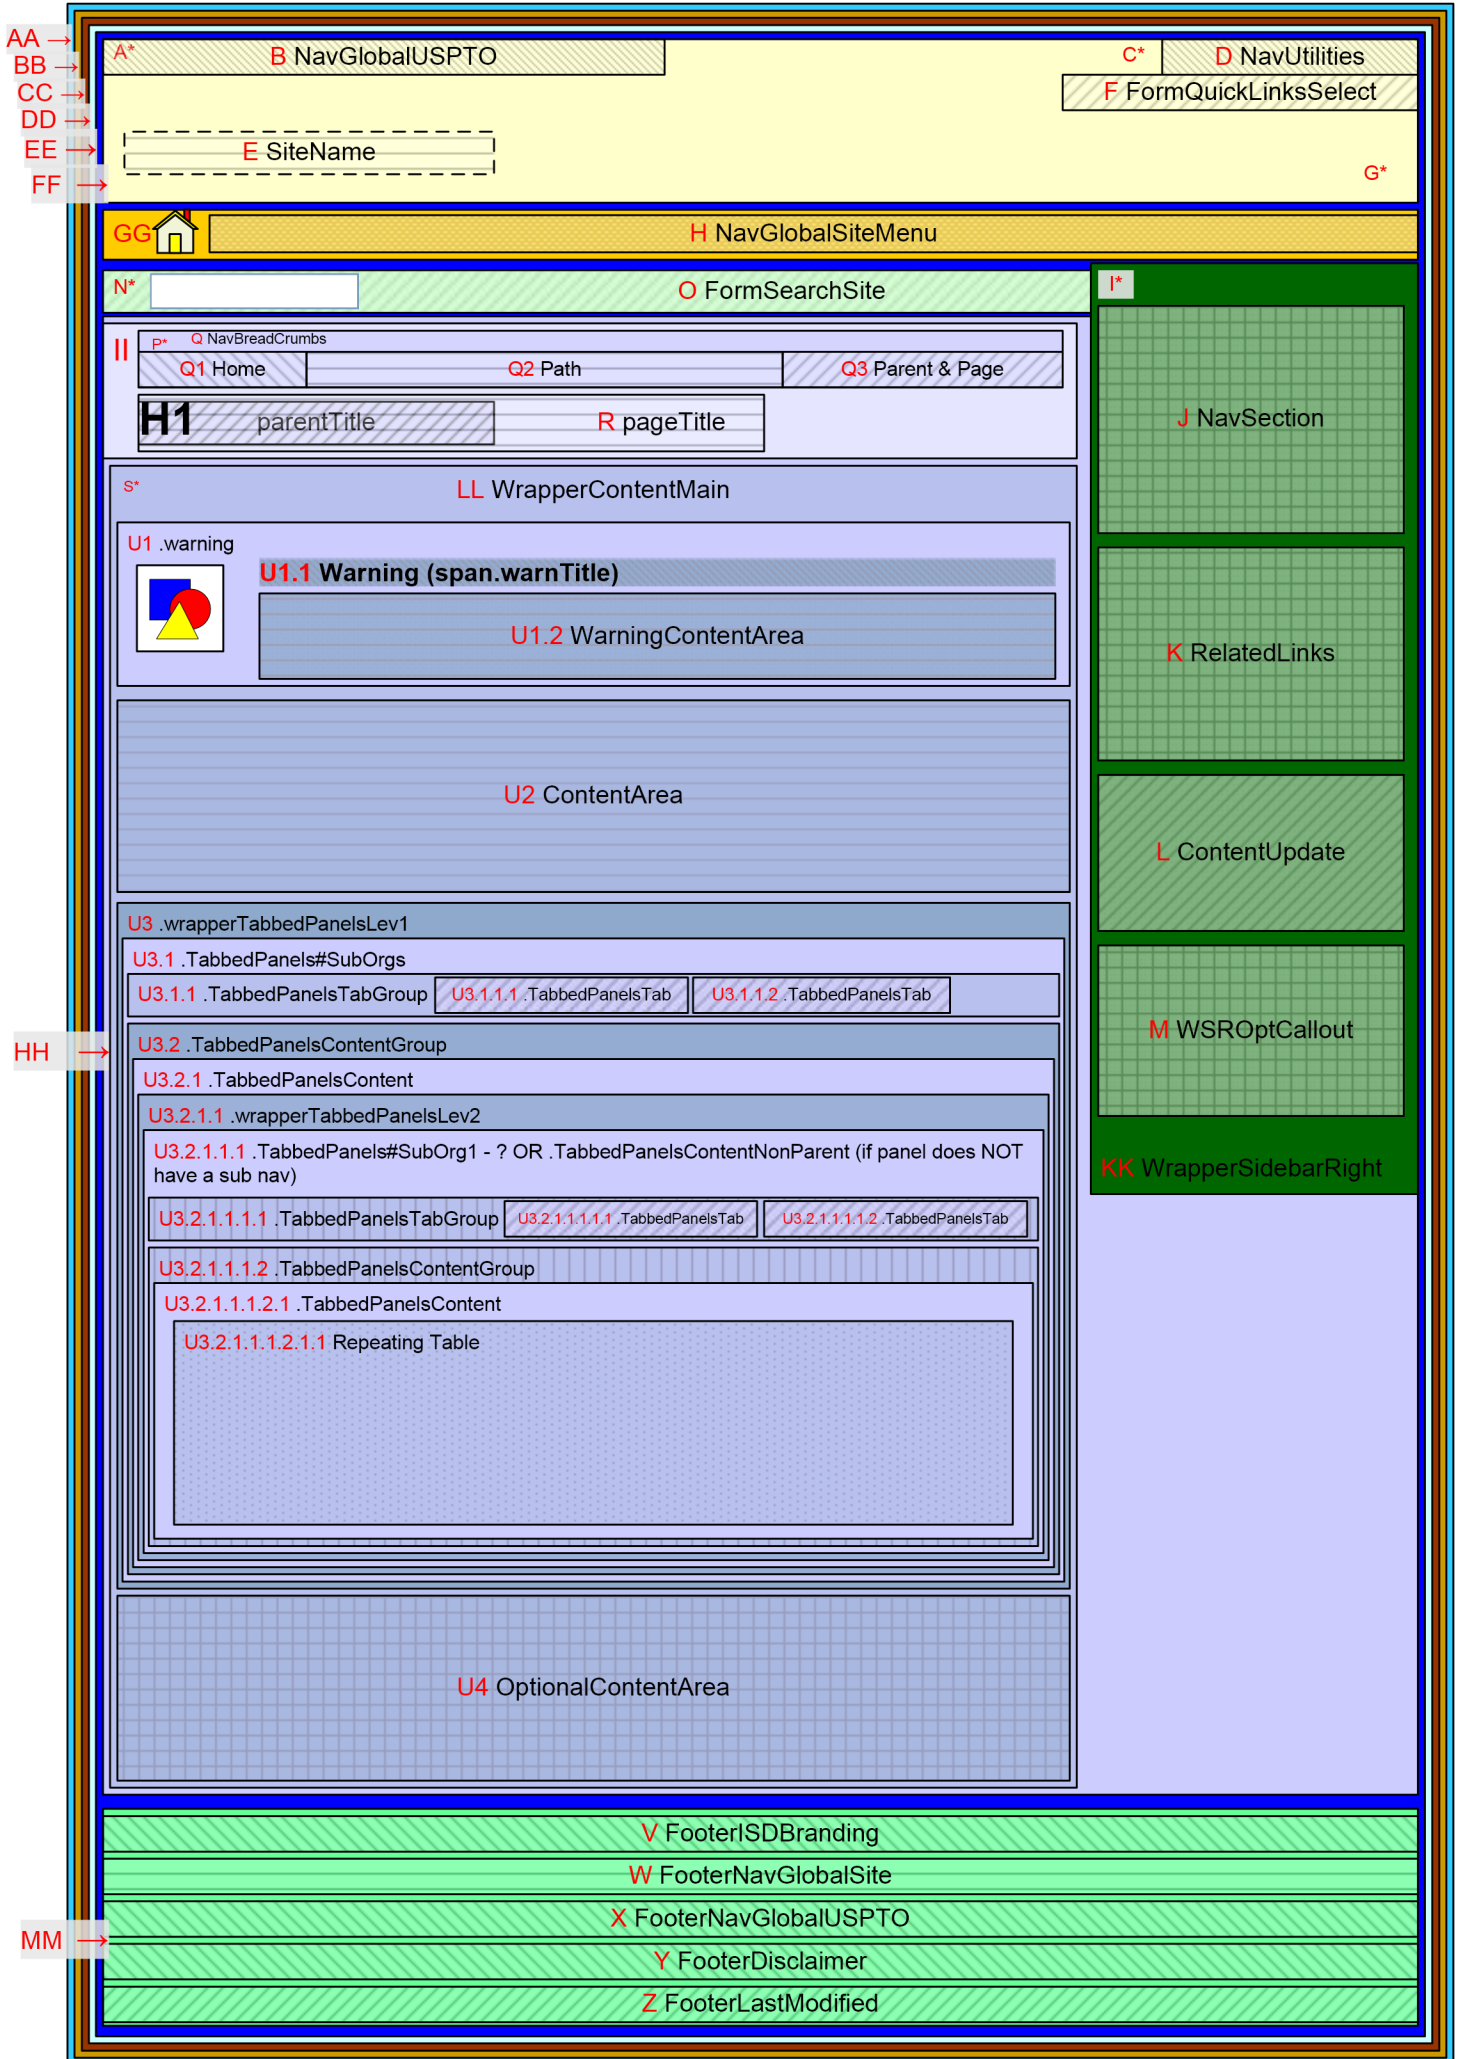 AA →
BB →
CC →
DD →
EE →
FF →
A*
B NavGlobalUSPTO
C*
D NavUtilities
F FormQuickLinksSelect
E SiteName
G*
GG
H NavGlobalSiteMenu
N*
O FormSearchSite
I*
II
P*
Q NavBreadCrumbs
Q1 Home
Q2 Path
Q3 Parent & Page
H1
parentTitle
R pageTitle
J NavSection
S*
LL WrapperContentMain
U1 .warning
U1.1 Warning (span.warnTitle)
U1.2 WarningContentArea
K RelatedLinks
U2 ContentArea
L ContentUpdate
U3 .wrapperTabbedPanelsLev1
U3.1 .TabbedPanels#SubOrgs
U3.1.1 .TabbedPanelsTabGroup
U3.1.1.1 .TabbedPanelsTab
U3.1.1.2 .TabbedPanelsTab
HH →
U3.2 .TabbedPanelsContentGroup
M WSROptCallout
U3.2.1 .TabbedPanelsContent
U3.2.1.1 .wrapperTabbedPanelsLev2
U3.2.1.1.1 .TabbedPanels#SubOrg1 - ? OR .TabbedPanelsContentNonParent (if panel does NOT
have a sub nav)
KK WrapperSidebarRight
U3.2.1.1.1.1 .TabbedPanelsTabGroup
U3.2.1.1.1.1.1 .TabbedPanelsTab
U3.2.1.1.1.1.2 .TabbedPanelsTab
U3.2.1.1.1.2 .TabbedPanelsContentGroup
U3.2.1.1.1.2.1 .TabbedPanelsContent
U3.2.1.1.1.2.1.1 Repeating Table
U4 OptionalContentArea
V FooterISDBranding
W FooterNavGlobalSite
X FooterNavGlobalUSPTO
MM →
Y FooterDisclaimer
Z FooterLastModified